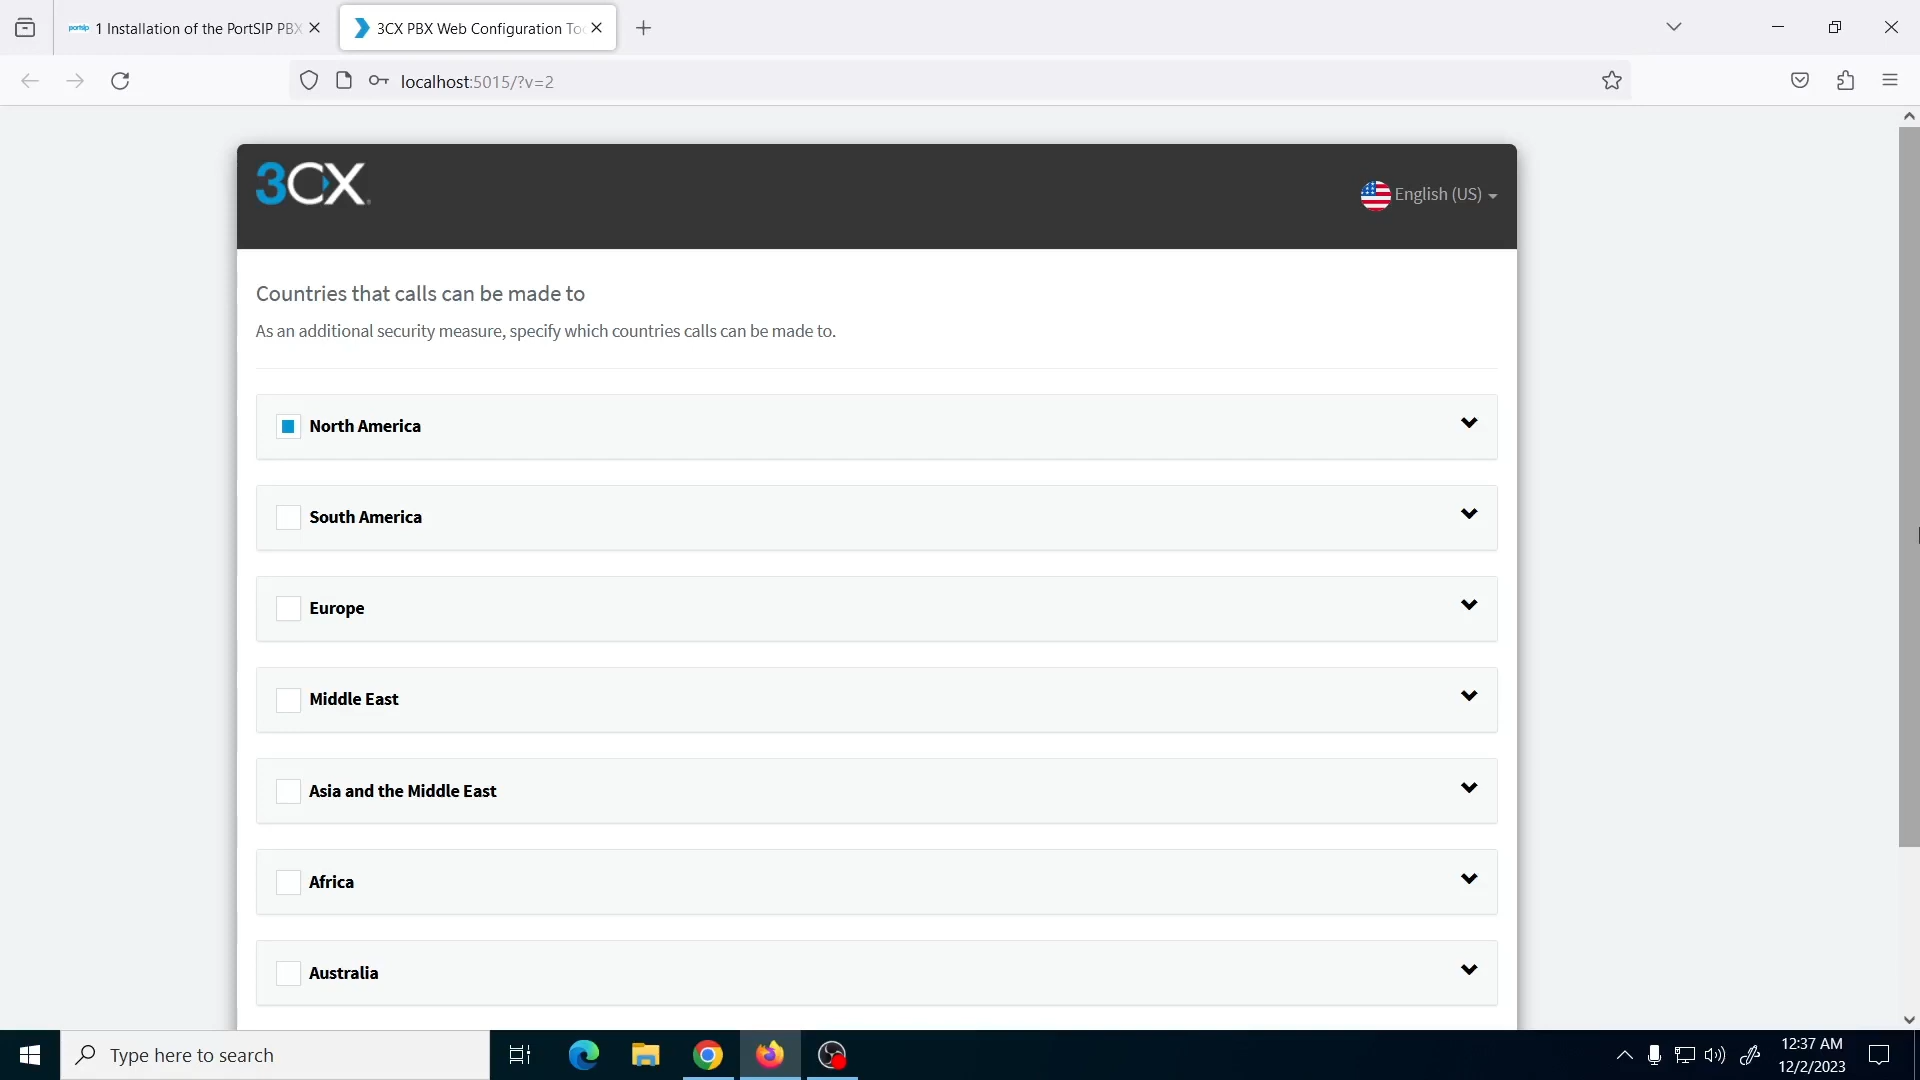 portsip 1 Installation of the PortSIP PBX
3CX PBX Web Configuration Too
localhost:5015/?v=2
3CX
English (US)
Countries that calls can be made to
As an additional security measure, specify which countries calls can be made to.
North America
South America
Europe
Middle East
Asia and the Middle East
Africa
Australia
Type here to search
12:37 AM
12/2/2023